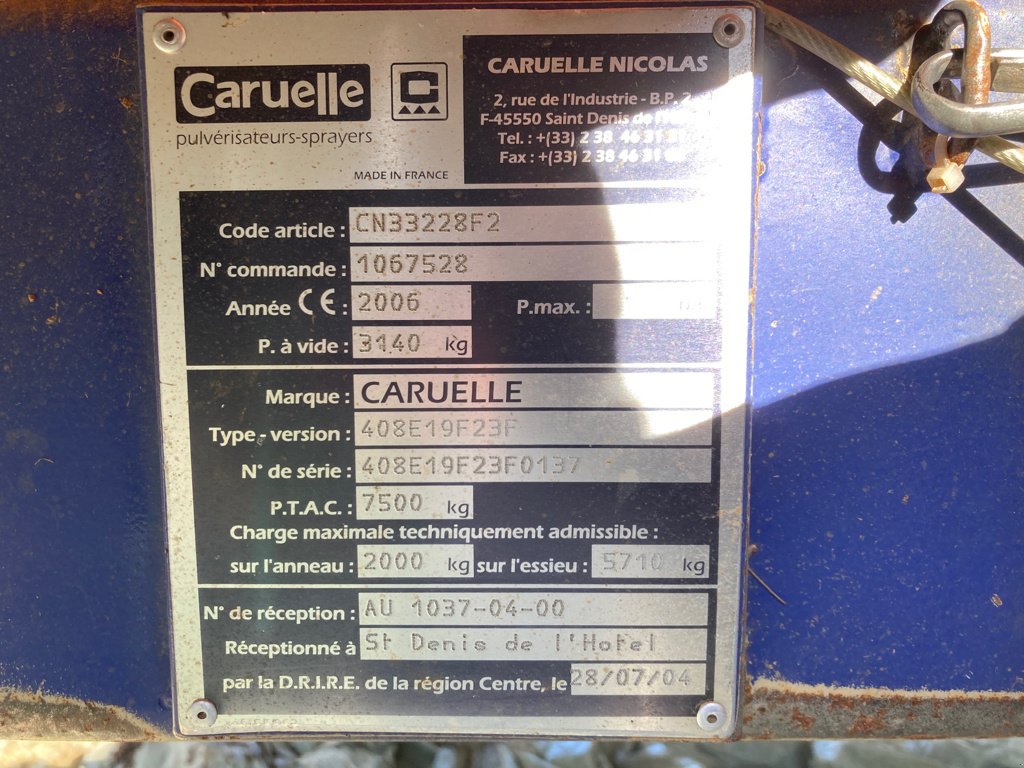 Caruelle
pulvérisateurs-sprayers
MADE IN FRANCE
CARUELLE NICOLAS
2, rue de l'Industrie - B.P.
F-45550 Saint Denis de
Tel. : +(33) 2 38 46
Fax : +(33) 2 38 46
Code article : CN33228F2
N° commande : 1067528
Année CE : 2006 P.max. :
P. à vide : 3140 kg
Marque : CARUELLE
Type - version : 408E19F23F
N° de série : 408E19F23F0137
P.T.A.C. : 7500 kg
Charge maximale techniquement admissible :
sur l'anneau : 2000 kg sur l'essieu : 5710 kg
N° de réception : AU 1037-04-00
Réceptionné à St Denis de l'Hotel
par la D.R.I.R.E. de la région Centre, le 28/07/04